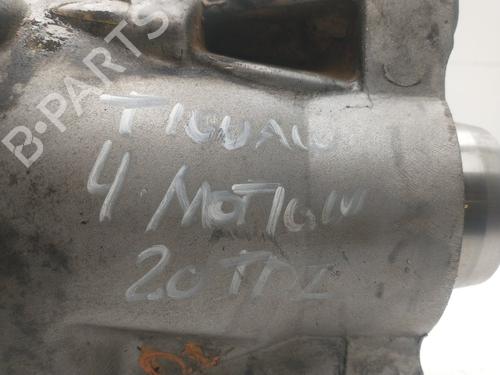 B-PARTS
TIGUAN
4 MOTION
2.0 TDI